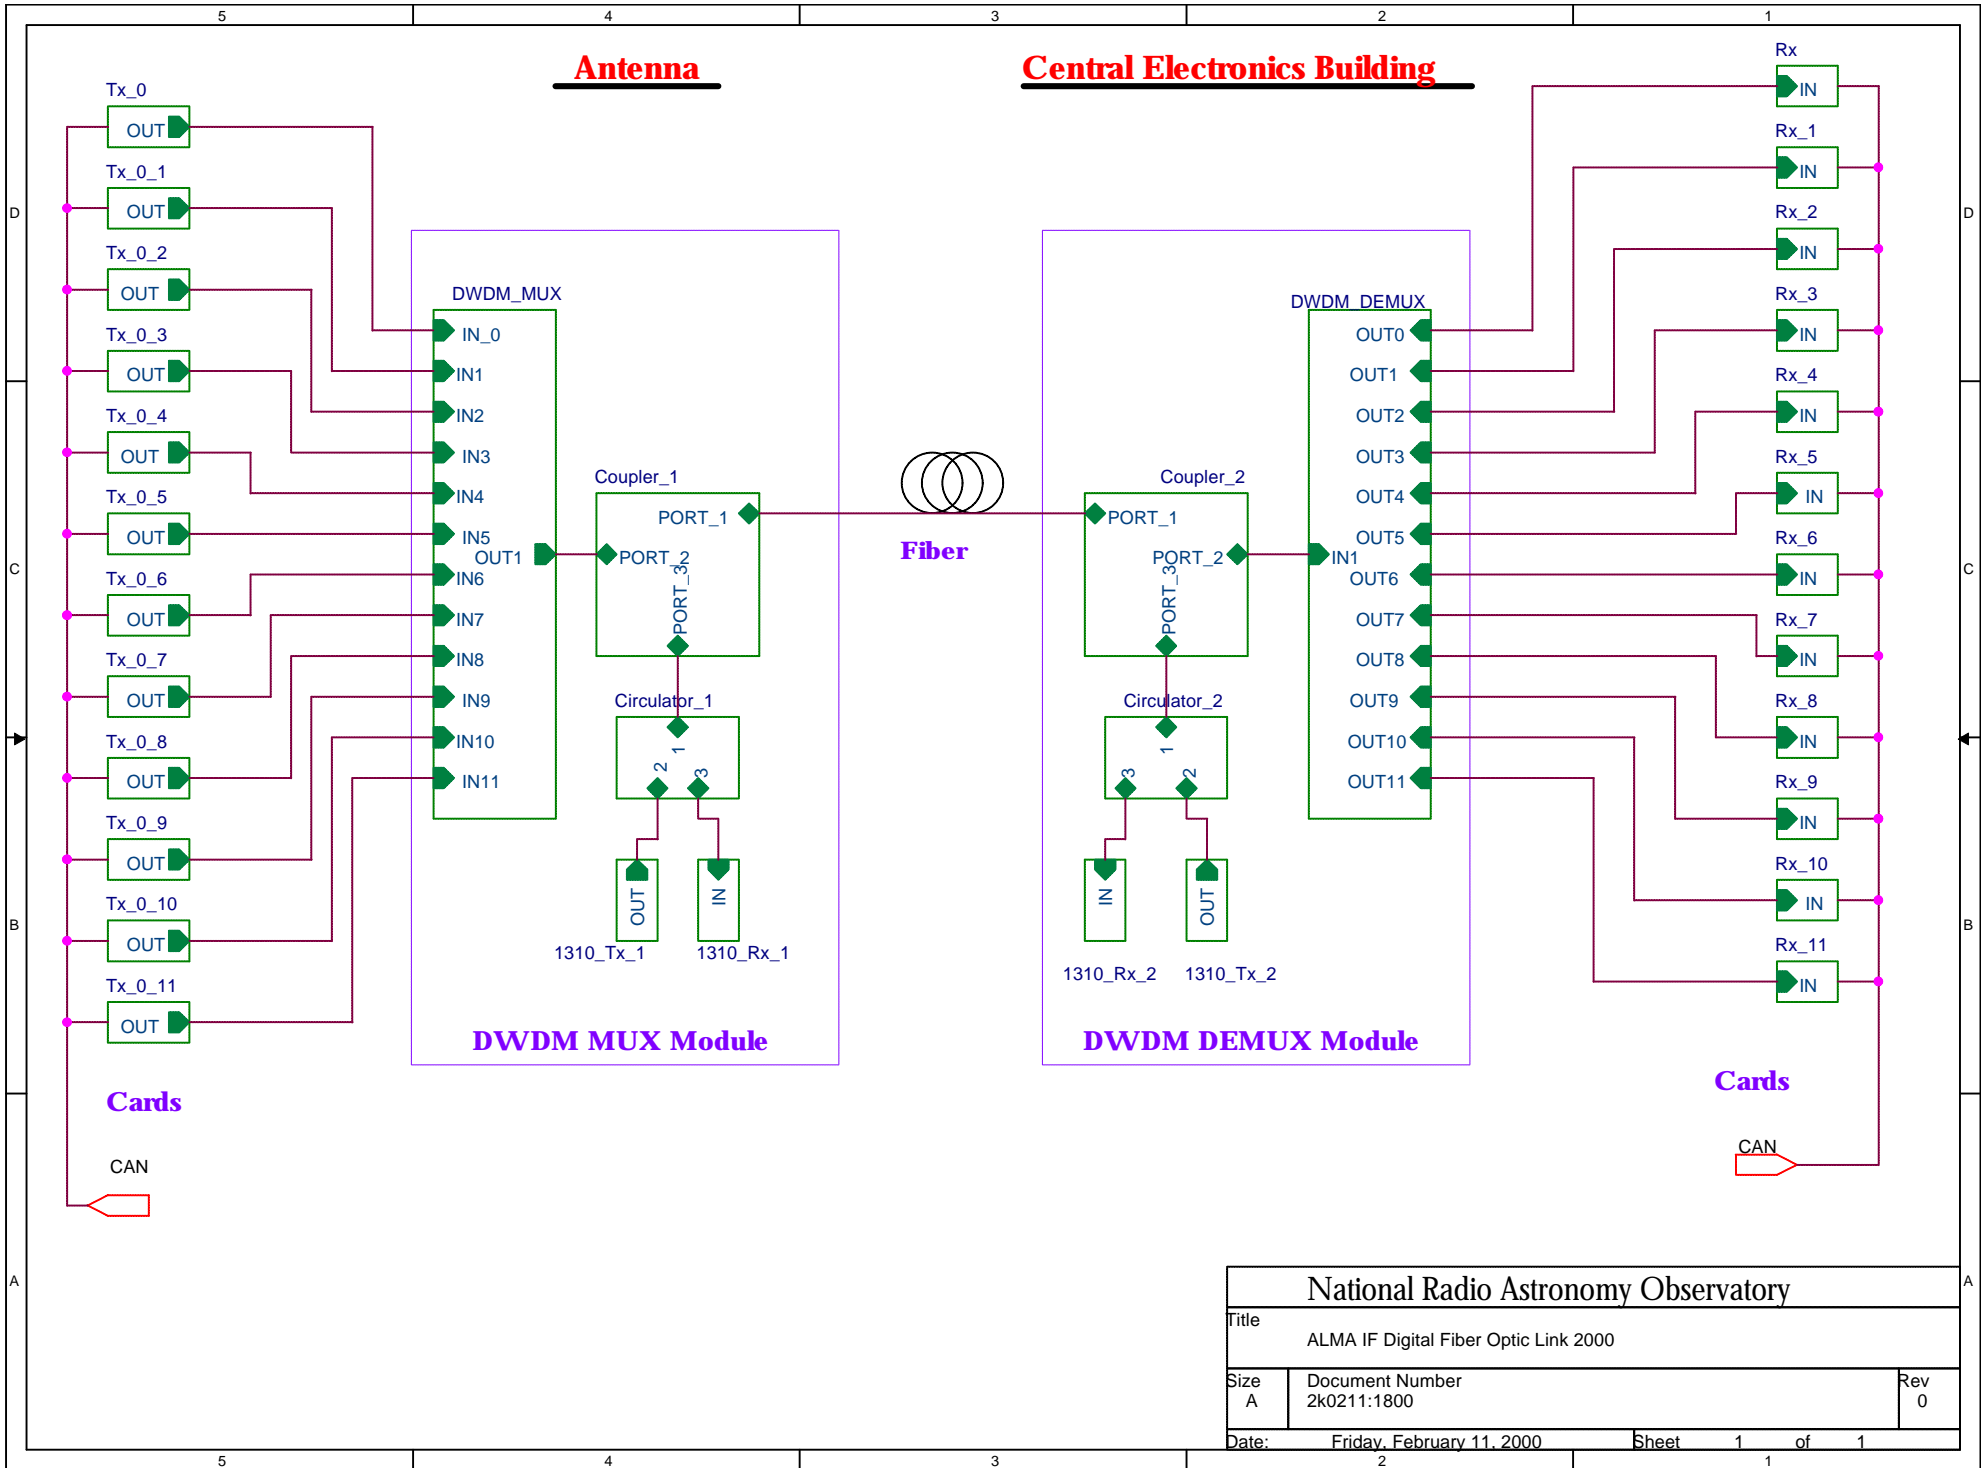 5 4 3 2 1
Antenna
Central Electronics Building
Tx_0
OUT
Tx_0_1
OUT
Tx_0_2
OUT
Tx_0_3
OUT
Tx_0_4
OUT
Tx_0_5
OUT
Tx_0_6
OUT
Tx_0_7
OUT
Tx_0_8
OUT
Tx_0_9
OUT
Tx_0_10
OUT
Tx_0_11
OUT
Cards
CAN
D
C
B
A
DWDM_MUX
IN_0
IN1
IN2
IN3
IN4
IN5
OUT1
IN6
IN7
IN8
IN9
IN10
IN11
Coupler_1
PORT_1
PORT_2
PORT_3
Circulator_1
1
2
3
OUT
IN
1310_Tx_1
1310_Rx_1
DWDM MUX Module
Fiber
Coupler_2
PORT_1
PORT_2
PORT_3
Circulator_2
1
3
2
IN
OUT
1310_Rx_2
1310_Tx_2
DWDM DEMUX Module
DWDM_DEMUX
OUT0
OUT1
OUT2
OUT3
OUT4
OUT5
IN1
OUT6
OUT7
OUT8
OUT9
OUT10
OUT11
Rx
IN
Rx_1
IN
Rx_2
IN
Rx_3
IN
Rx_4
IN
Rx_5
IN
Rx_6
IN
Rx_7
IN
Rx_8
IN
Rx_9
IN
Rx_10
IN
Rx_11
IN
Cards
CAN
D
C
B
A
National Radio Astronomy Observatory
Title
ALMA IF Digital Fiber Optic Link 2000
Size
A
Document Number
2k0211:1800
Rev
0
Date: Friday, February 11, 2000 Sheet 1 of 1
5 4 3 2 1